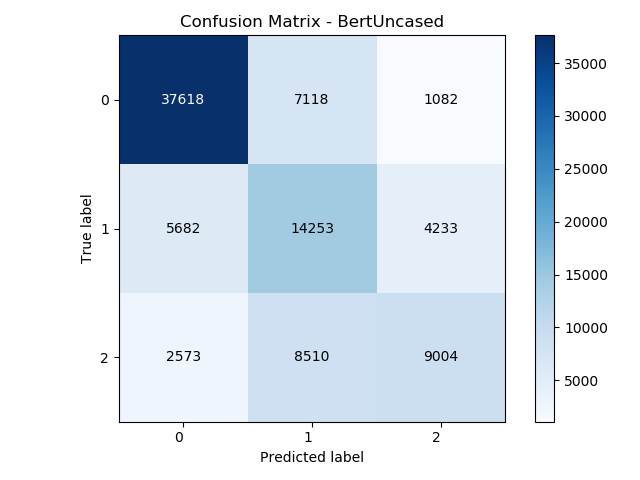 Confusion Matrix - BertUncased
0 37618 7118 1082
1 5682 14253 4233
2 2573 8510 9004
0 1 2
Predicted label
True label
35000
30000
25000
20000
15000
10000
5000